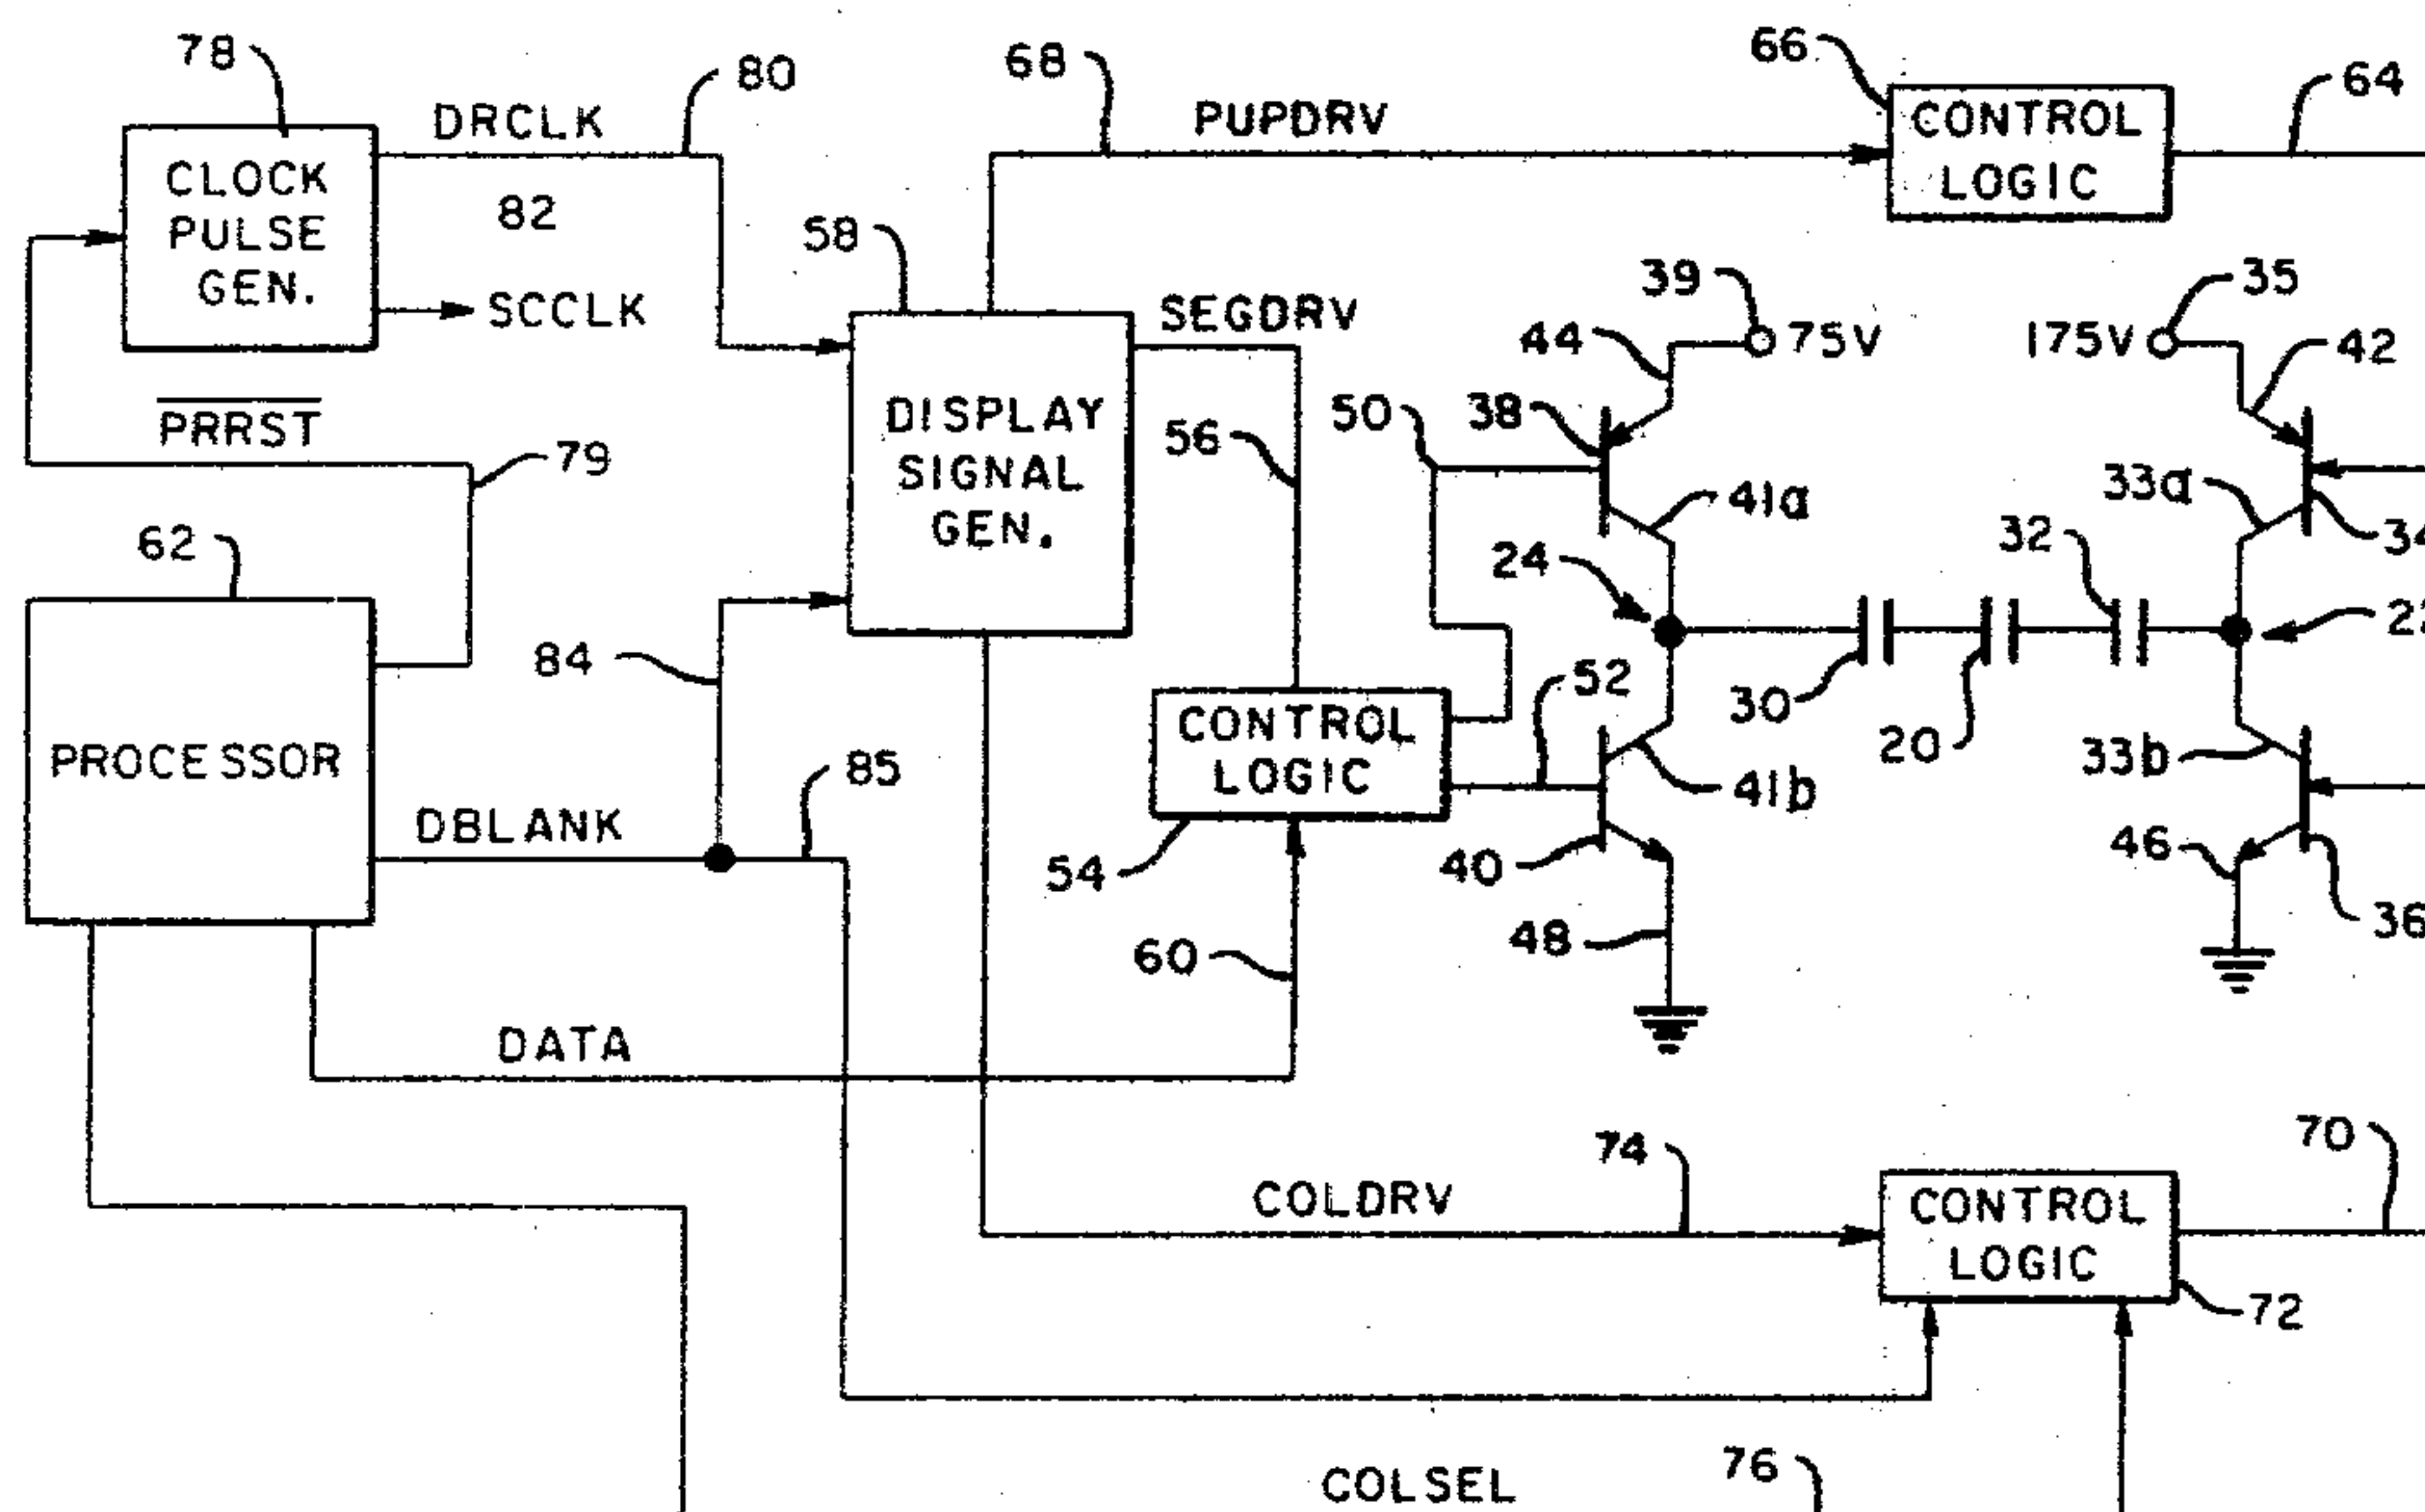 78
DRCLK
80
68
PUPDRV
66
CONTROL
LOGIC
64
CLOCK
PULSE
GEN.
82
SCCLK
58
SEGDRV
39
75V
35
175V
42
44
PRRST
79
DISPLAY
SIGNAL
GEN.
56
50
38
41a
33a
34
62
24
32
PROCESSOR
84
DBLANK
85
CONTROL
LOGIC
54
52
30
20
41b
33b
40
46
36
48
60
DATA
COLDRV
74
CONTROL
LOGIC
70
72
COLSEL
76